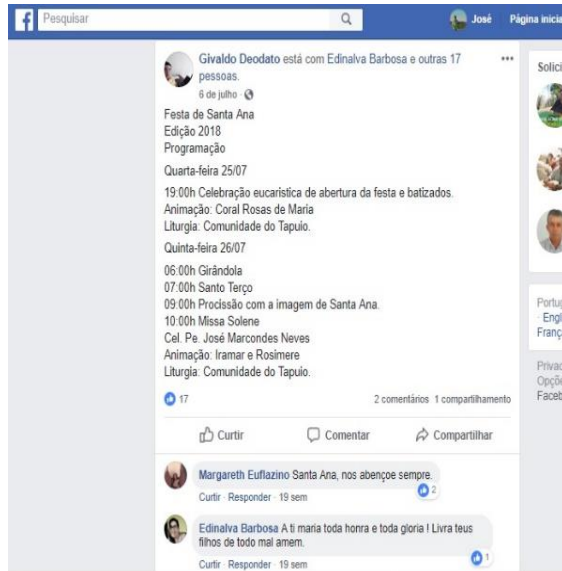 f Pesquisar José Página inicia
Givaldo Deodato está com Edinalva Barbosa e outras 17
pessoas.
6 de julho ·
Festa de Santa Ana
Edição 2018
Programação
Quarta-feira 25/07
19:00h Celebração eucaristica de abertura da festa e batizados.
Animação: Coral Rosas de Maria
Liturgia: Comunidade do Tapuio.
Quinta-feira 26/07
06:00h Girândola
07:00h Santo Terço
09:00h Procissão com a imagem de Santa Ana.
10:00h Missa Solene
Cel. Pe. José Marcondes Neves
Animação: Iramar e Rosimere
Liturgia: Comunidade do Tapuio.
17 2 comentários 1 compartilhamento
Curtir Comentar Compartilhar
Margareth Euflazino Santa Ana, nos abençoe sempre.
2
Curtir · Responder · 19 sem
Edinalva Barbosa A ti maria toda honra e toda gloria ! Livra teus
filhos de todo mal amem.
1
Curtir · Responder · 19 sem
Solici
Portug
· Engl
Franç
Privac
Opçõe
Faceb